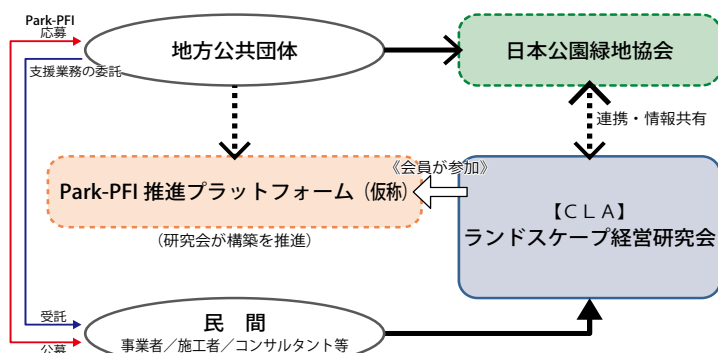 Park-PFI
応募
支援業務の委託
地方公共団体
日本公園緑地協会
連携・情報共有
《会員が参加》
Park-PFI 推進プラットフォーム（仮称）
（研究会が構築を推進）
【ＣＬＡ】
ランドスケープ経営研究会
受託
公募
民　間
事業者／施工者／コンサルタント等